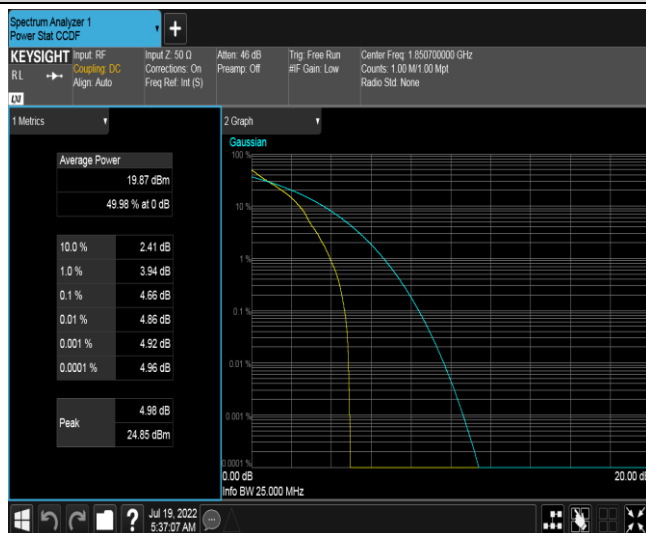 Spectrum Analyzer 1
Power Stat CCDF
+
KEYSIGHT
RL
LXI
Input: RF
Coupling: DC
Align: Auto
Input Z: 50 Ω
Corrections: On
Freq Ref: Int (S)
Atten: 46 dB
Preamp: Off
Trig: Free Run
#IF Gain: Low
Center Freq: 1.850700000 GHz
Counts: 1.00 M/1.00 Mpt
Radio Std: None
1 Metrics
Average Power
19.87 dBm
49.98 % at 0 dB
10.0 % 2.41 dB
1.0 % 3.94 dB
0.1 % 4.66 dB
0.01 % 4.86 dB
0.001 % 4.92 dB
0.0001 % 4.96 dB
Peak
4.98 dB
24.85 dBm
2 Graph
Gaussian
100 %
10 %
1 %
0.1 %
0.01 %
0.001 %
0.0001 %
0.00 dB
20.00 dB
Info BW 25.000 MHz
?
Jul 19, 2022
5:37:07 AM